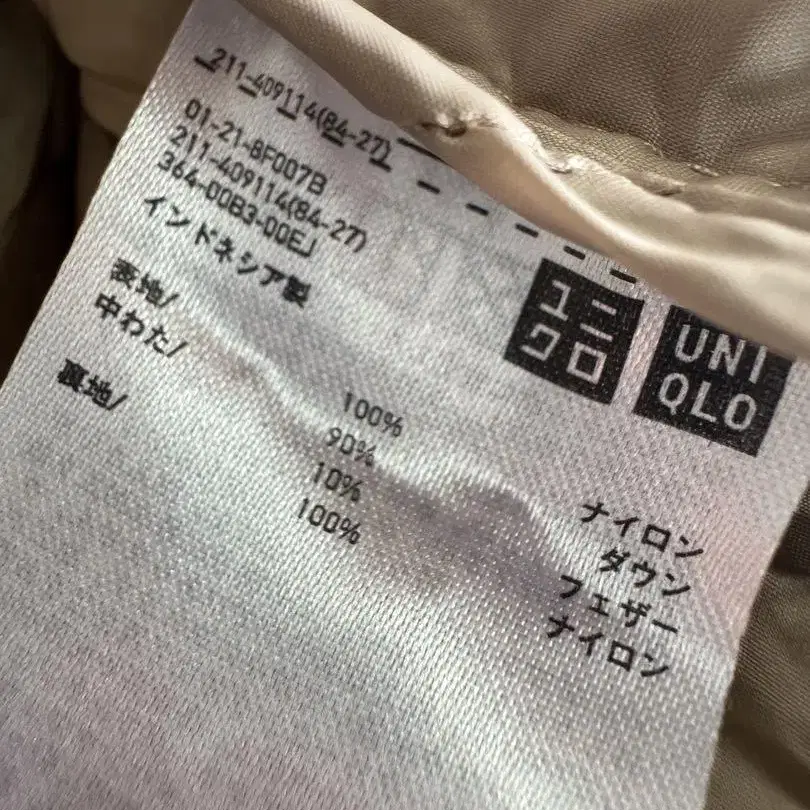 211-409114(84-27)
01-21-8F007B
211-409114(84-27)
364-00B3-00EJ
インドネシア製
ユニ
クロ
UNI
QLO
表地/ 100% ナイロン
中わた/ 90% ダウン
10% フェザー
裏地/ 100% ナイロン